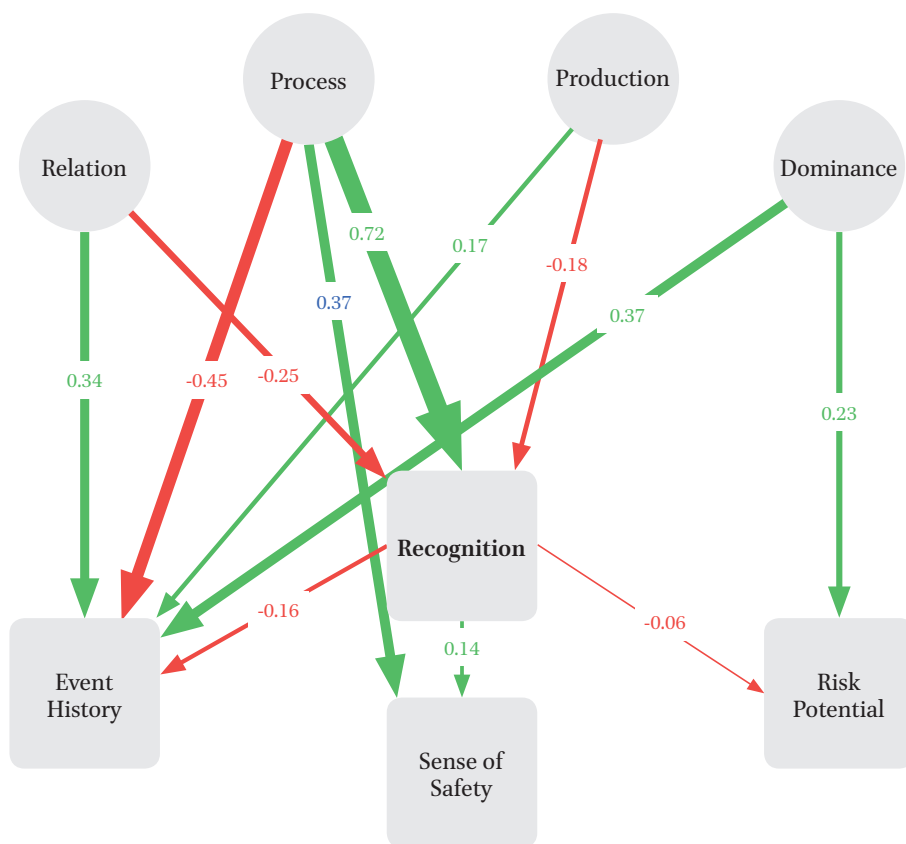 Process
Production
Relation
Dominance
0.72
0.17
-0.18
0.37
0.37
0.34
-0.45
-0.25
0.23
Recognition
-0.16
-0.06
0.14
Event
History
Risk
Potential
Sense of
Safety